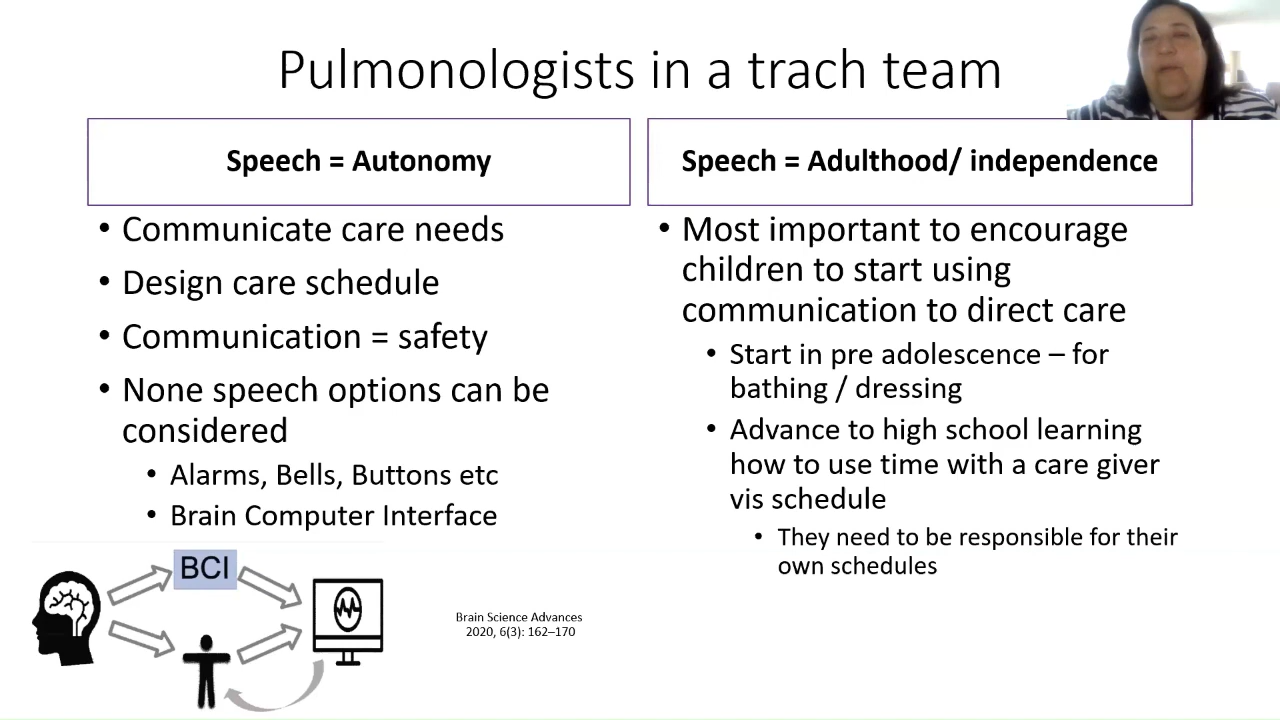 Pulmonologists in a trach team
Speech = Autonomy
• Communicate care needs
• Design care schedule
• Communication = safety
• None speech options can be
considered
• Alarms, Bells, Buttons etc
• Brain Computer Interface
BCI
Brain Science Advances
2020, 6(3): 162–170
Speech = Adulthood/ independence
• Most important to encourage
children to start using
communication to direct care
• Start in pre adolescence – for
bathing / dressing
• Advance to high school learning
how to use time with a care giver
vis schedule
• They need to be responsible for their
own schedules